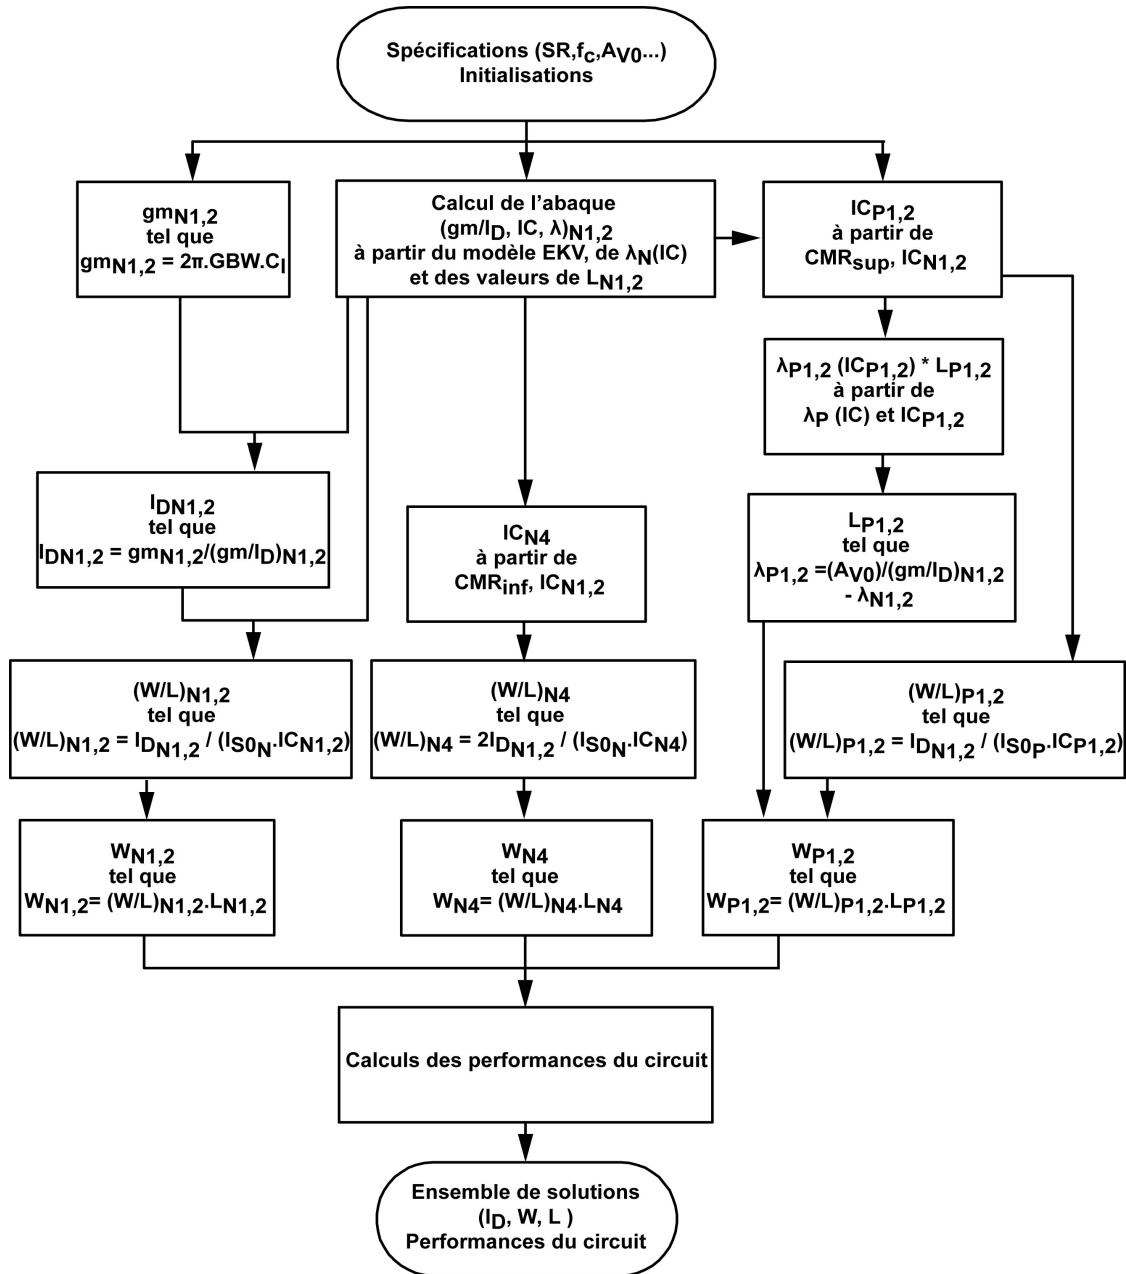 Spécifications (SR,fc,AV0...)
Initialisations
gmN1,2
tel que
gmN1,2 = 2π.GBW.Cl
Calcul de l'abaque
(gm/ID, IC, λ)N1,2
à partir du modèle EKV, de λN(IC)
et des valeurs de LN1,2
ICP1,2
à partir de
CMRsup, ICN1,2
λP1,2 (ICP1,2) * LP1,2
à partir de
λP (IC) et ICP1,2
IDN1,2
tel que
IDN1,2 = gmN1,2/(gm/ID)N1,2
ICN4
à partir de
CMRinf, ICN1,2
LP1,2
tel que
λP1,2 =(AV0)/(gm/ID)N1,2
- λN1,2
(W/L)N1,2
tel que
(W/L)N1,2 = IDN1,2 / (IS0N.ICN1,2)
(W/L)N4
tel que
(W/L)N4 = 2IDN1,2 / (IS0N.ICN4)
(W/L)P1,2
tel que
(W/L)P1,2 = IDN1,2 / (IS0P.ICP1,2)
WN1,2
tel que
WN1,2= (W/L)N1,2.LN1,2
WN4
tel que
WN4= (W/L)N4.LN4
WP1,2
tel que
WP1,2= (W/L)P1,2.LP1,2
Calculs des performances du circuit
Ensemble de solutions
(ID, W, L )
Performances du circuit